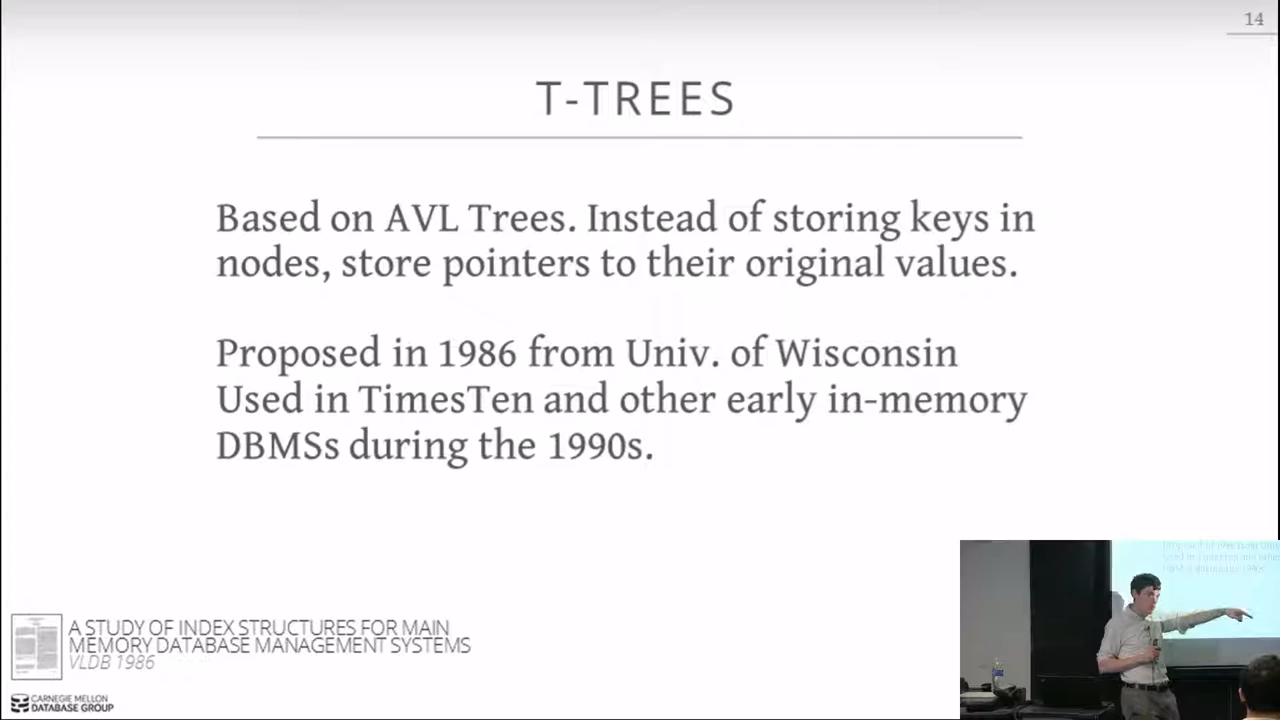 14
T-TREES
Based on AVL Trees. Instead of storing keys in
nodes, store pointers to their original values.
Proposed in 1986 from Univ. of Wisconsin
Used in TimesTen and other early in-memory
DBMSs during the 1990s.
A STUDY OF INDEX STRUCTURES FOR MAIN
MEMORY DATABASE MANAGEMENT SYSTEMS
VLDB 1986
CARNEGIE MELLON
DATABASE GROUP